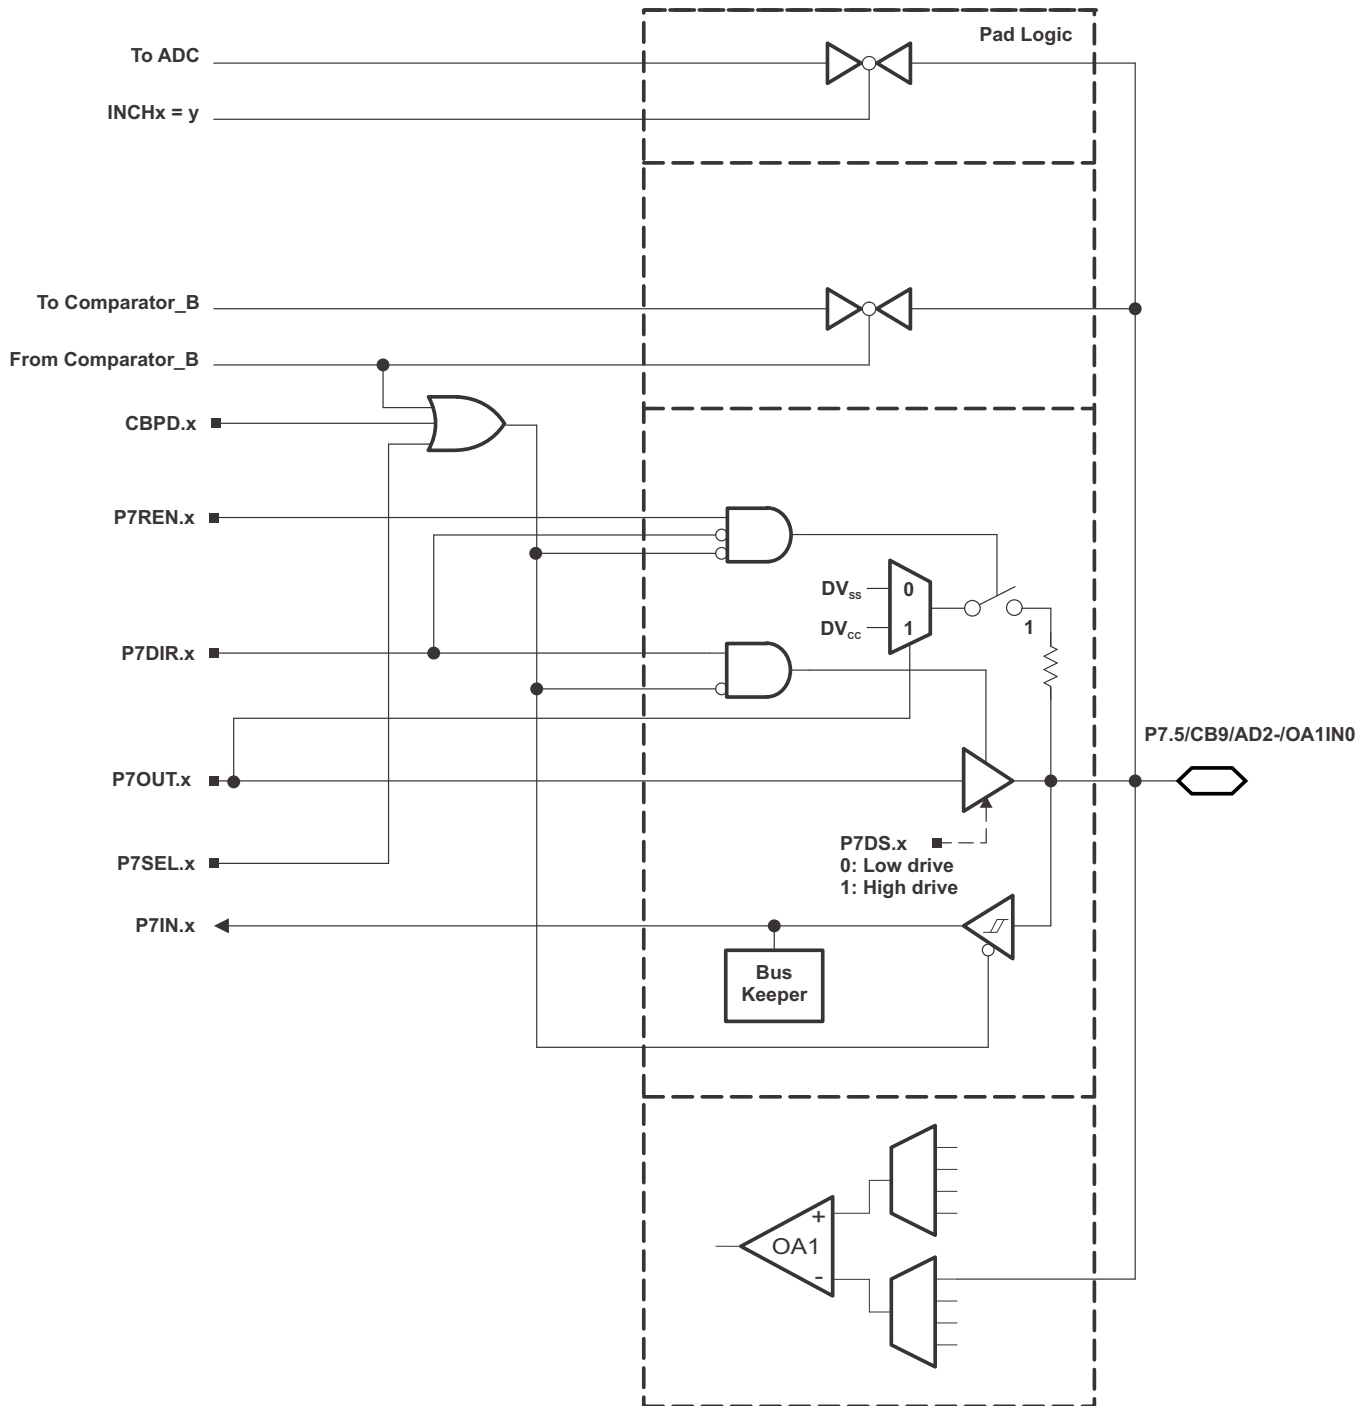 Pad Logic
To ADC
INCHx = y
To Comparator_B
From Comparator_B
CBPD.x
P7REN.x
DVSS
0
DVCC
1
1
P7DIR.x
P7.5/CB9/AD2-/OA1IN0
P7OUT.x
P7DS.x
0: Low drive
1: High drive
P7SEL.x
P7IN.x
Bus
Keeper
+
OA1
-